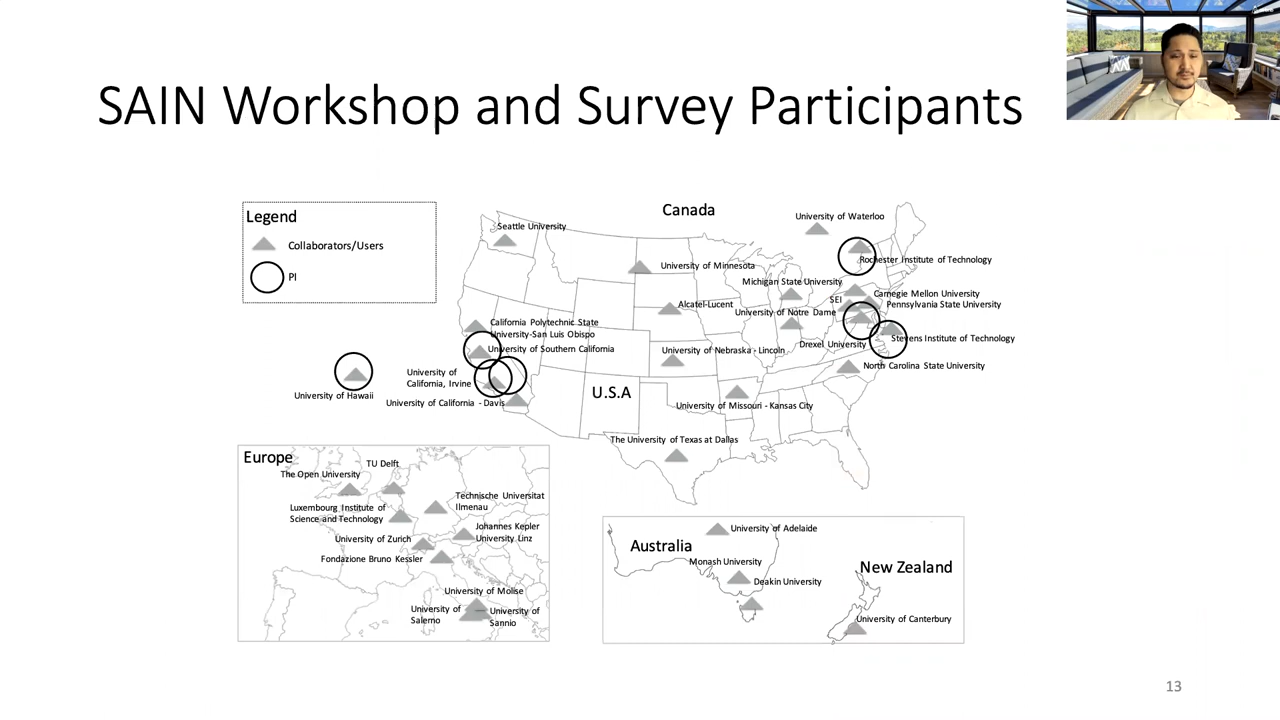 SAIN Workshop and Survey Participants
Legend
Collaborators/Users
PI
Canada
University of Waterloo
Seattle University
Rochester Institute of Technology
University of Minnesota
Michigan State University
Carnegie Mellon University
SEI
Pennsylvania State University
Alcatel-Lucent
University of Notre Dame
California Polytechnic State
University-San Luis Obispo
Drexel University
Stevens Institute of Technology
University of Southern California
University of Nebraska - Lincoln
North Carolina State University
University of
California, Irvine
University of Hawaii
University of California - Davis
U.S.A
University of Missouri - Kansas City
The University of Texas at Dallas
Europe
TU Delft
The Open University
Technische Universitat
Ilmenau
Luxembourg Institute of
Science and Technology
Johannes Kepler
University Linz
University of Zurich
Fondazione Bruno Kessler
University of Molise
University of
Salerno
University of
Sannio
University of Adelaide
Australia
Monash University
Deakin University
New Zealand
University of Canterbury
13